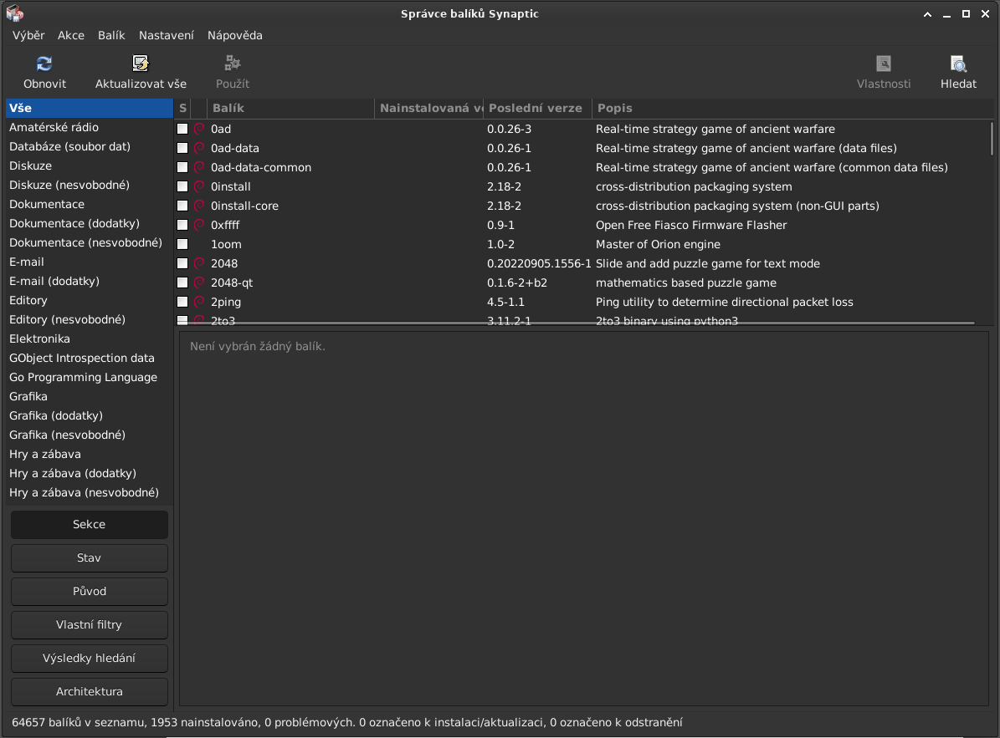 Správce balíků Synaptic
Výběr Akce Balík Nastavení Nápověda
Obnovit Aktualizovat vše Použít Vlastnosti Hledat
Vše
Amatérské rádio
Databáze (soubor dat)
Diskuze
Diskuze (nesvobodné)
Dokumentace
Dokumentace (dodatky)
Dokumentace (nesvobodné)
E-mail
E-mail (dodatky)
Editory
Editory (nesvobodné)
Elektronika
GObject Introspection data
Go Programming Language
Grafika
Grafika (dodatky)
Grafika (nesvobodné)
Hry a zábava
Hry a zábava (dodatky)
Hry a zábava (nesvobodné)
Sekce
Stav
Původ
Vlastní filtry
Výsledky hledání
Architektura
S Balík Nainstalovaná ve Poslední verze Popis
0ad 0.0.26-3 Real-time strategy game of ancient warfare
0ad-data 0.0.26-1 Real-time strategy game of ancient warfare (data files)
0ad-data-common 0.0.26-1 Real-time strategy game of ancient warfare (common data files)
0install 2.18-2 cross-distribution packaging system
0install-core 2.18-2 cross-distribution packaging system (non-GUI parts)
0xffff 0.9-1 Open Free Fiasco Firmware Flasher
1oom 1.0-2 Master of Orion engine
2048 0.20220905.1556-1 Slide and add puzzle game for text mode
2048-qt 0.1.6-2+b2 mathematics based puzzle game
2ping 4.5-1.1 Ping utility to determine directional packet loss
2to3 3.11.2-1 2to3 binary using python3
Není vybrán žádný balík.
64657 balíků v seznamu, 1953 nainstalováno, 0 problémových. 0 označeno k instalaci/aktualizaci, 0 označeno k odstranění